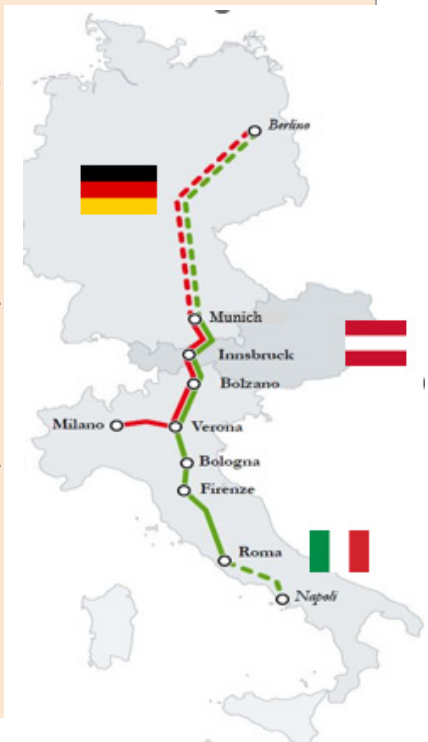 Berlino
Munich
Innsbruck
Bolzano
Milano
Verona
Bologna
Firenze
Roma
Napoli